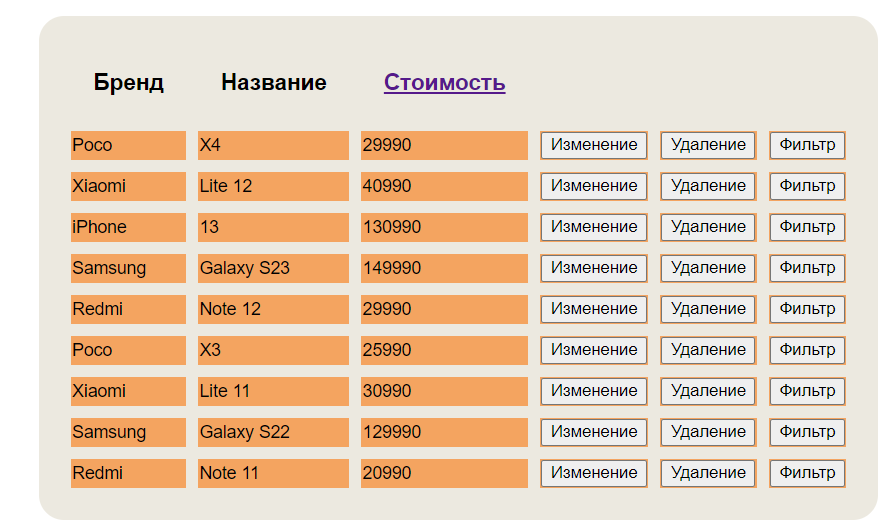 Бренд Название Стоимость
Poco X4 29990 Изменение Удаление Фильтр
Xiaomi Lite 12 40990 Изменение Удаление Фильтр
iPhone 13 130990 Изменение Удаление Фильтр
Samsung Galaxy S23 149990 Изменение Удаление Фильтр
Redmi Note 12 29990 Изменение Удаление Фильтр
Poco X3 25990 Изменение Удаление Фильтр
Xiaomi Lite 11 30990 Изменение Удаление Фильтр
Samsung Galaxy S22 129990 Изменение Удаление Фильтр
Redmi Note 11 20990 Изменение Удаление Фильтр